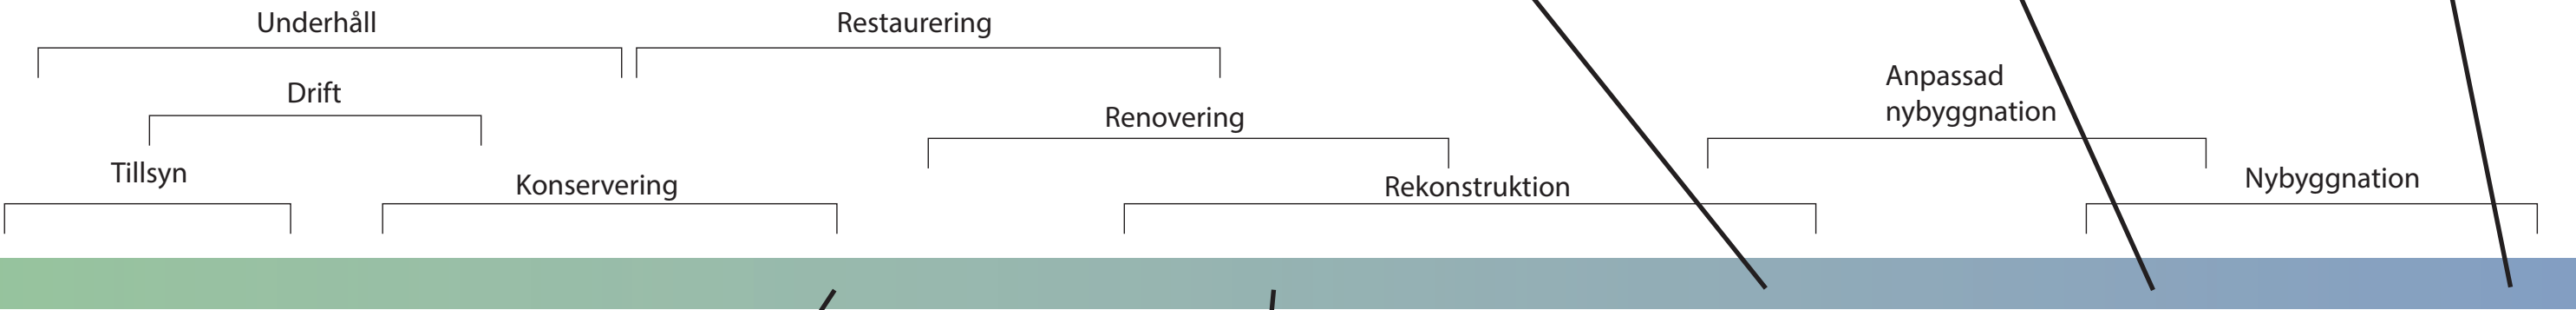 Underhåll
Restaurering
Drift
Anpassad
nybyggnation
Renovering
Tillsyn
Konservering
Rekonstruktion
Nybyggnation